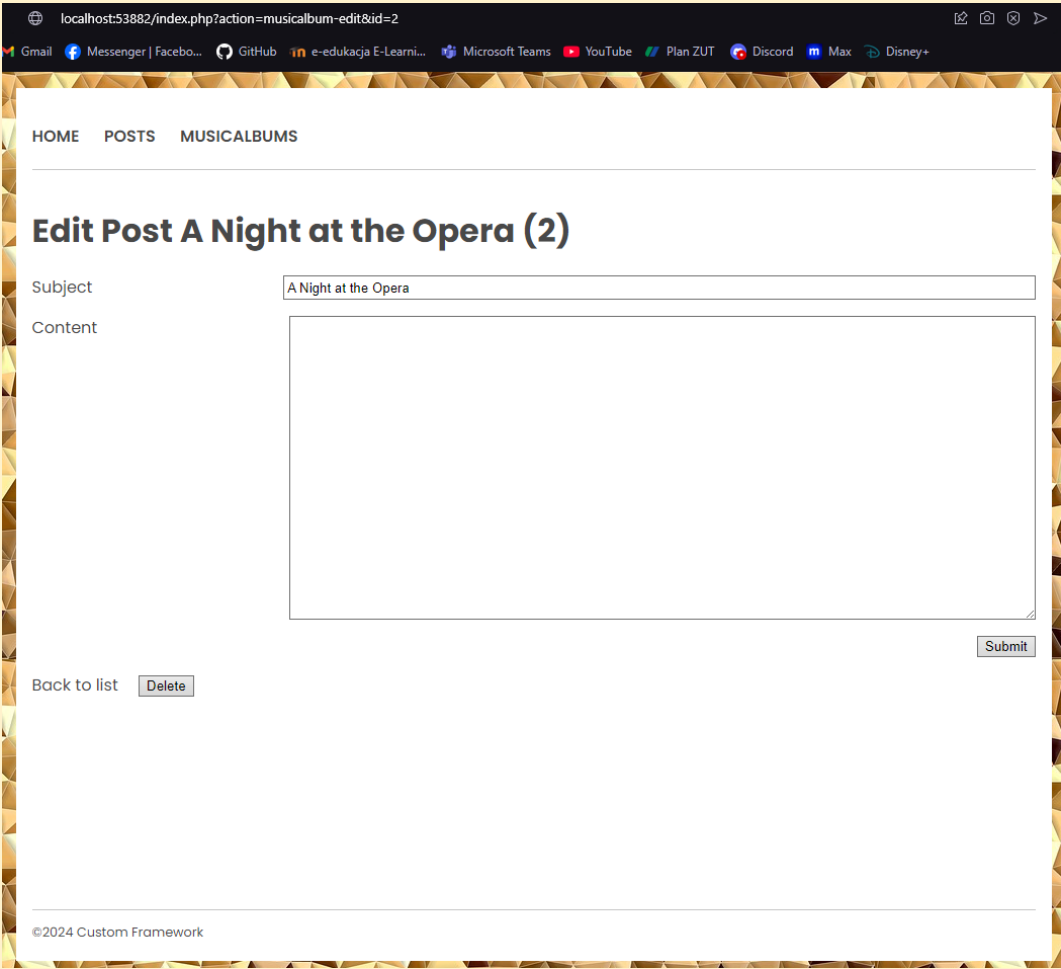 localhost:53882/index.php?action=musicalbum-edit&id=2
Gmail Messenger | Facebo... GitHub e-edukacja E-Learni... Microsoft Teams YouTube Plan ZUT Discord m Max Disney+
HOME POSTS MUSICALBUMS
Edit Post A Night at the Opera (2)
Subject A Night at the Opera
Content
Submit
Back to list Delete
©2024 Custom Framework